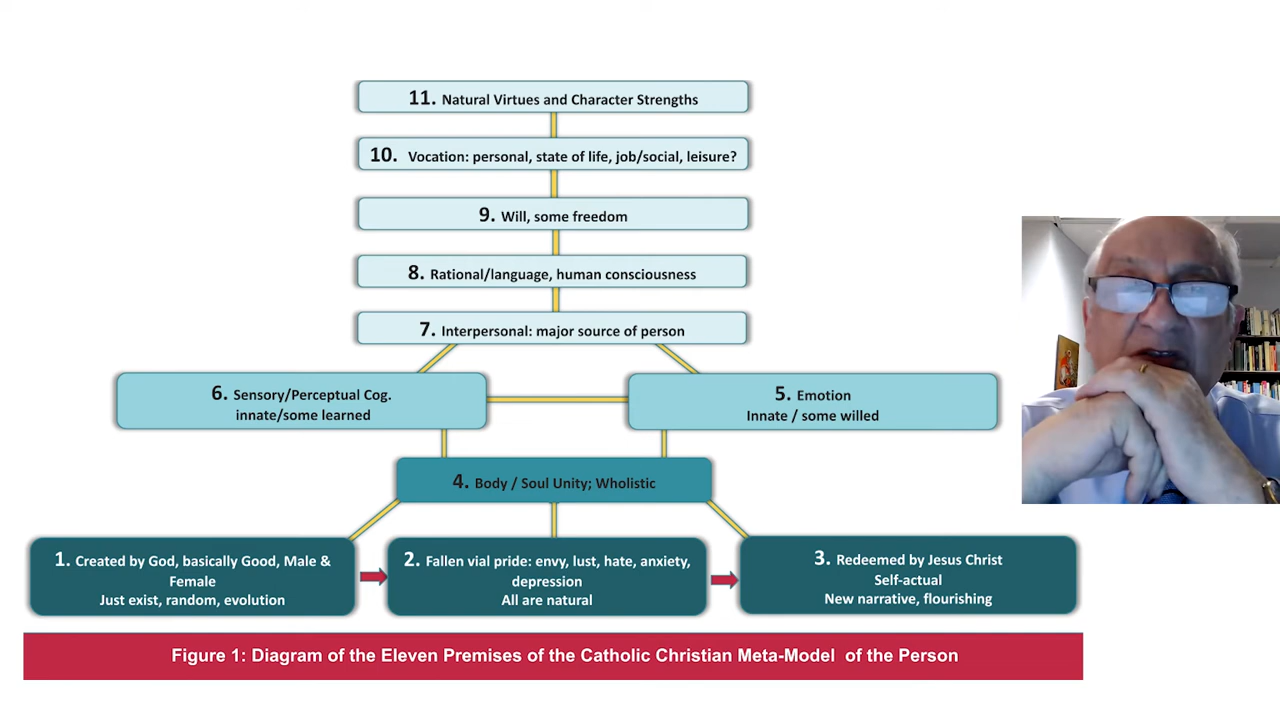 11. Natural Virtues and Character Strengths
10. Vocation: personal, state of life, job/social, leisure?
9. Will, some freedom
8. Rational/language, human consciousness
7. Interpersonal: major source of person
6. Sensory/Perceptual Cog.
innate/some learned
5. Emotion
Innate / some willed
4. Body / Soul Unity; Wholistic
1. Created by God, basically Good, Male &
Female
Just exist, random, evolution
2. Fallen vial pride: envy, lust, hate, anxiety,
depression
All are natural
3. Redeemed by Jesus Christ
Self-actual
New narrative, flourishing
Figure 1: Diagram of the Eleven Premises of the Catholic Christian Meta-Model of the Person